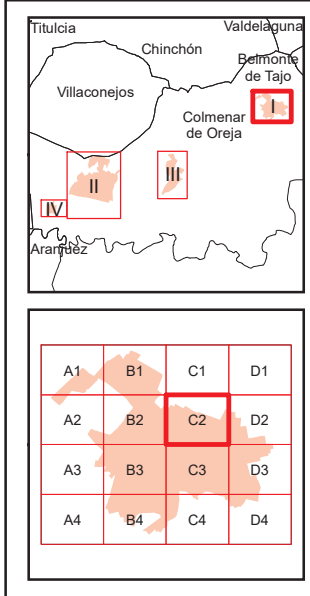 Titulcia
Valdelaguna
Chinchón
Belmonte
de Tajo
I
Villaconejos
Colmenar
de Oreja
III
II
IV
Aranjuez
A1 B1 C1 D1
A2 B2 C2 D2
A3 B3 C3 D3
A4 B4 C4 D4